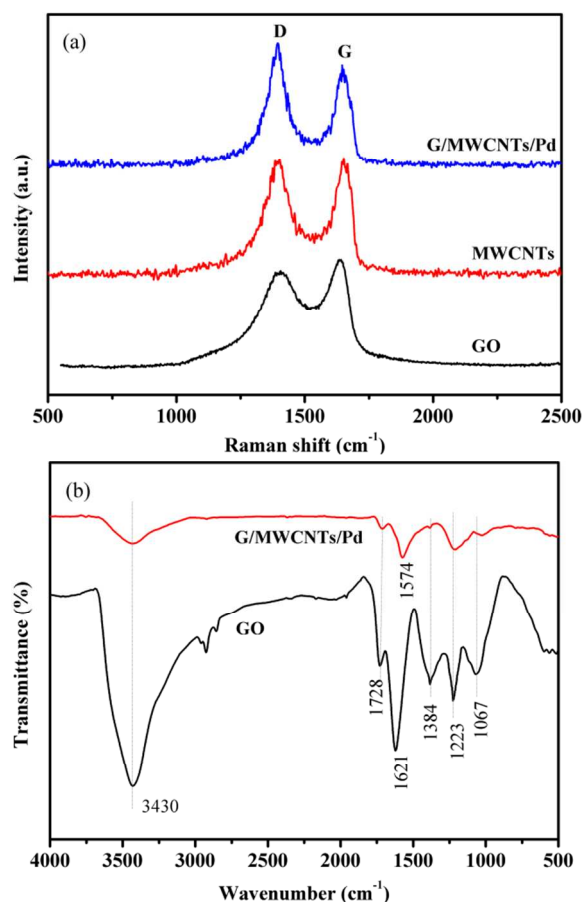 (a)
D
G
G/MWCNTs/Pd
MWCNTs
GO
Intensity (a.u.)
500 1000 1500 2000 2500
Raman shift (cm-1)
(b)
G/MWCNTs/Pd
GO
1574
1728
1621
1384
1223
1067
3430
Transmittance (%)
4000 3500 3000 2500 2000 1500 1000 500
Wavenumber (cm-1)